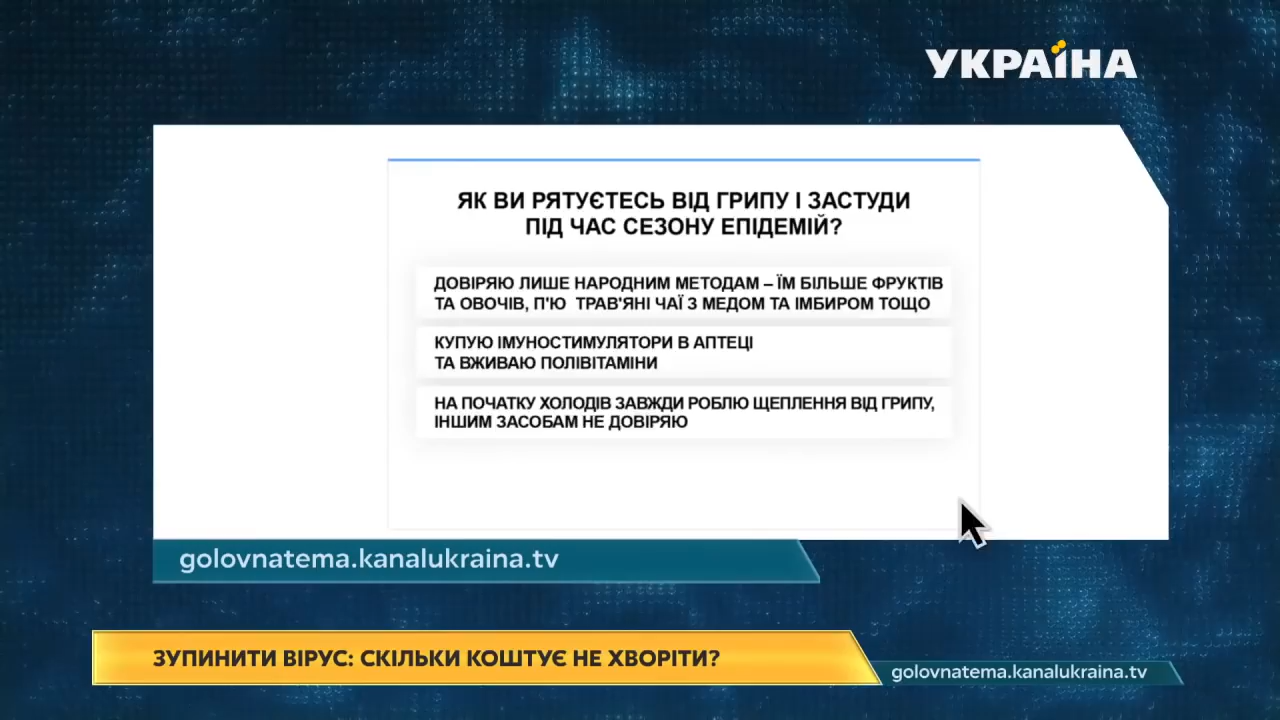 УКРАЇНА
ЯК ВИ РЯТУЄТЕСЬ ВІД ГРИПУ І ЗАСТУДИ
ПІД ЧАС СЕЗОНУ ЕПІДЕМІЙ?
ДОВІРЯЮ ЛИШЕ НАРОДНИМ МЕТОДАМ – ЇМ БІЛЬШЕ ФРУКТІВ
ТА ОВОЧІВ, П'Ю ТРАВ'ЯНІ ЧАЇ З МЕДОМ ТА ІМБИРОМ ТОЩО
КУПУЮ ІМУНОСТИМУЛЯТОРИ В АПТЕЦІ
ТА ВЖИВАЮ ПОЛІВІТАМІНИ
НА ПОЧАТКУ ХОЛОДІВ ЗАВЖДИ РОБЛЮ ЩЕПЛЕННЯ ВІД ГРИПУ,
ІНШИМ ЗАСОБАМ НЕ ДОВІРЯЮ
golovnatema.kanalukraina.tv
ЗУПИНИТИ ВІРУС: СКІЛЬКИ КОШТУЄ НЕ ХВОРІТИ?
golovnatema.kanalukraina.tv